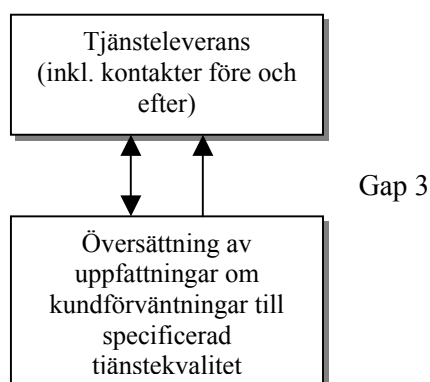 Tjänsteleverans
(inkl. kontakter före och
efter)
Gap 3
Översättning av
uppfattningar om
kundförväntningar till
specificerad
tjänstekvalitet